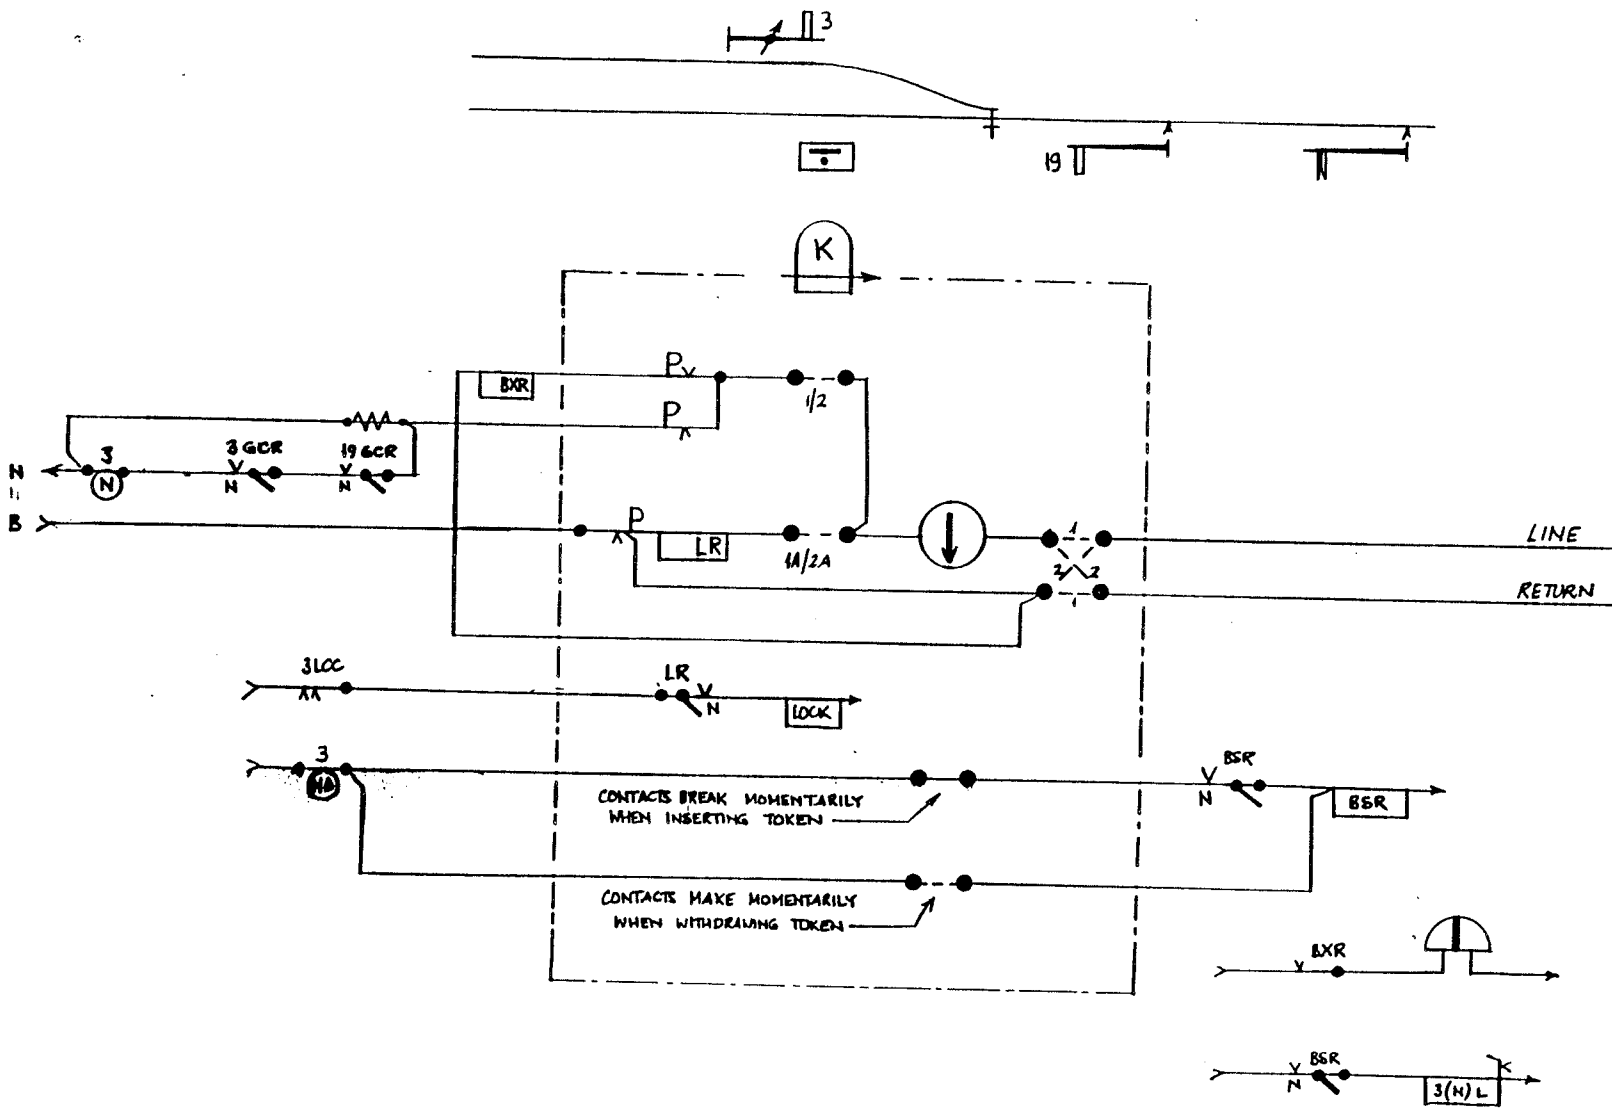 3
19
K
P
BXR
1/2
P
3 GCR
19 GCR
3
N
N
N
N
B
P
LR
1A/2A
1
2 2
1
LINE
RETURN
3 LCC
LR
N
LOCK
3
BSR
N
BSR
CONTACTS BREAK MOMENTARILY
WHEN INSERTING TOKEN
CONTACTS MAKE MOMENTARILY
WHEN WITHDRAWING TOKEN
BXR
BSR
N
3(N)L